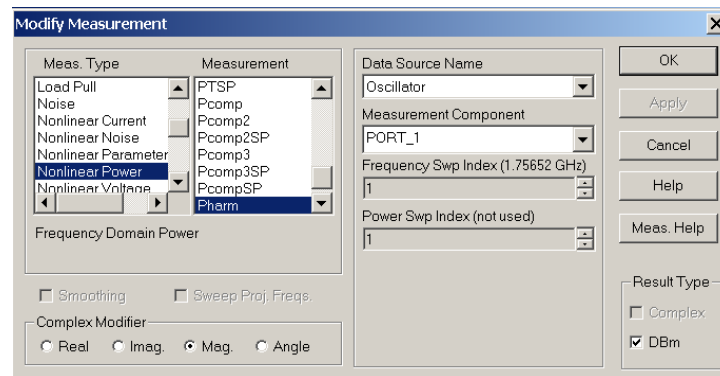 Modify Measurement
Meas. Type
Measurement
Load Pull
Noise
Nonlinear Current
Nonlinear Noise
Nonlinear Parameter
Nonlinear Power
Nonlinear Voltage
PTSP
Pcomp
Pcomp2
Pcomp2SP
Pcomp3
Pcomp3SP
PcompSP
Pharm
Frequency Domain Power
Smoothing
Sweep Proj. Freqs.
Complex Modifier
Real Imag. Mag. Angle
Data Source Name
Oscillator
Measurement Component
PORT_1
Frequency Swp Index (1.75652 GHz)
1
Power Swp Index (not used)
1
OK
Apply
Cancel
Help
Meas. Help
Result Type
Complex
DBm